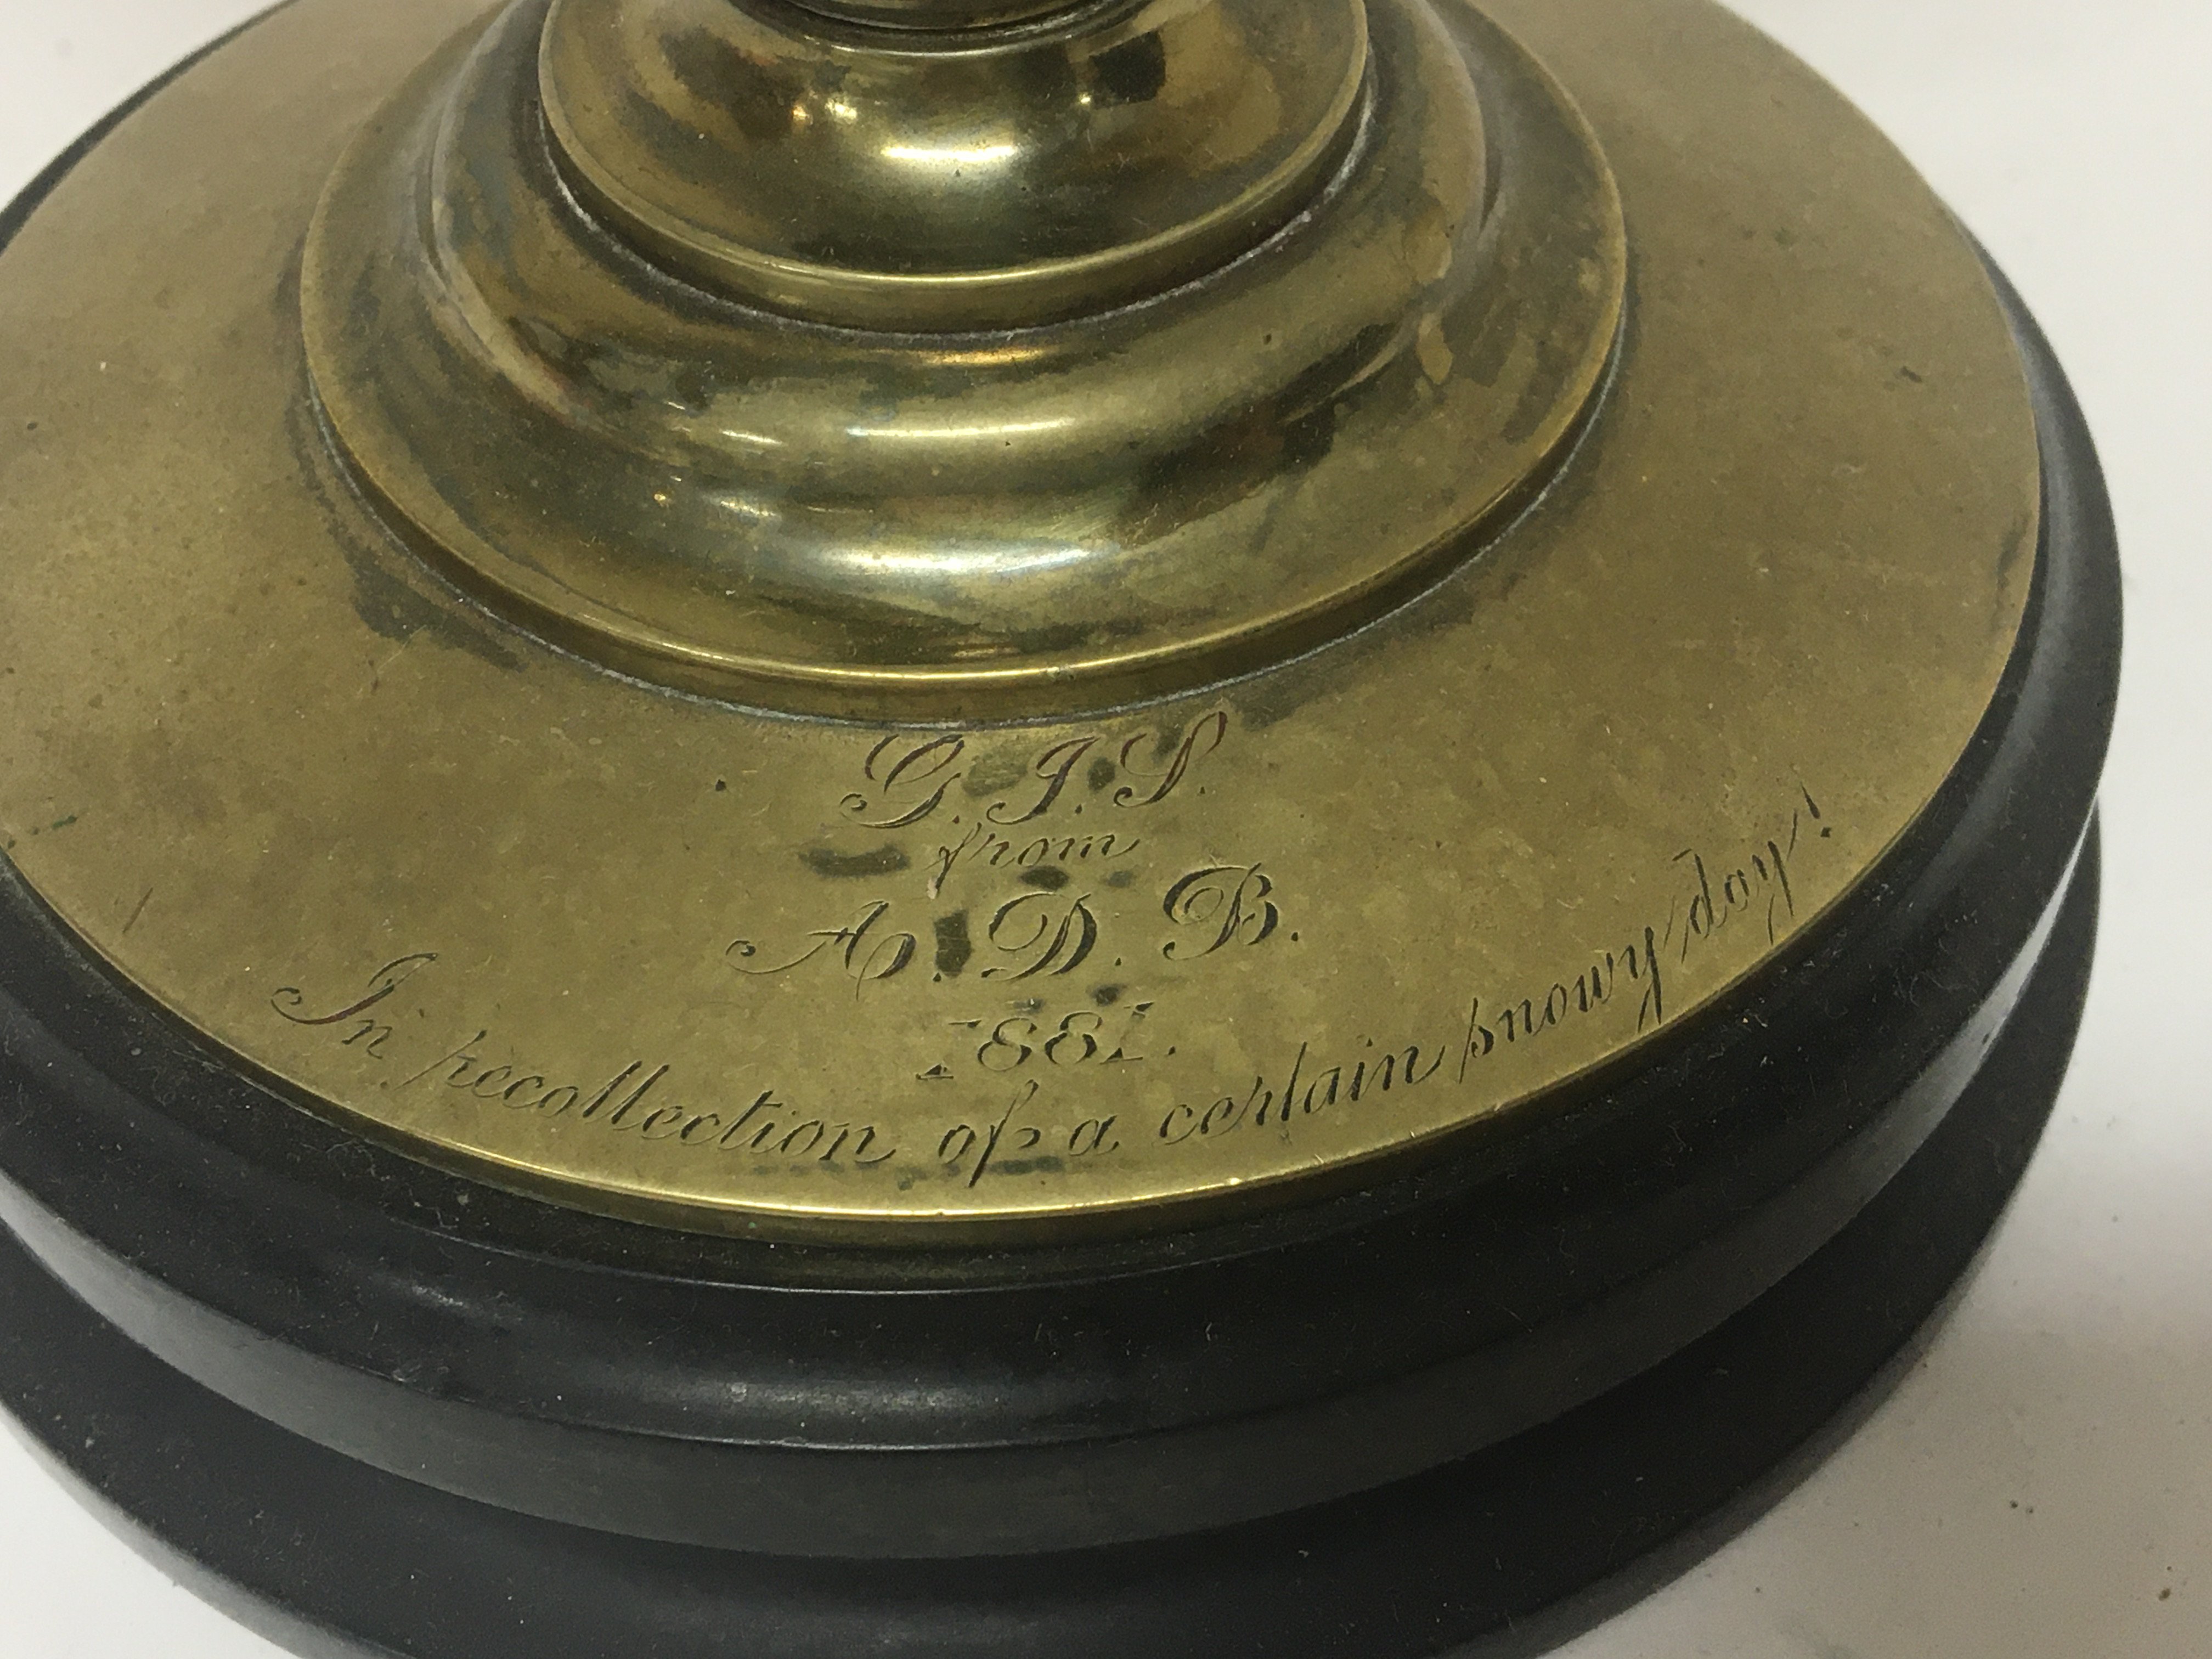 G. J. S.
from
A. D. B.
1881.
In recollection of a certain snowy day!